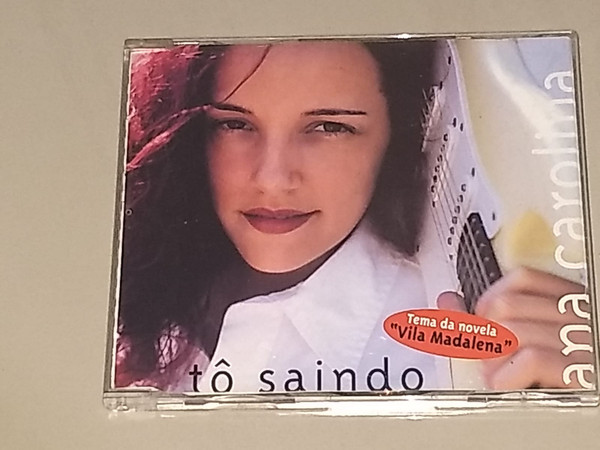 ana carolina
Tema da novela
"Vila Madalena"
tô saindo